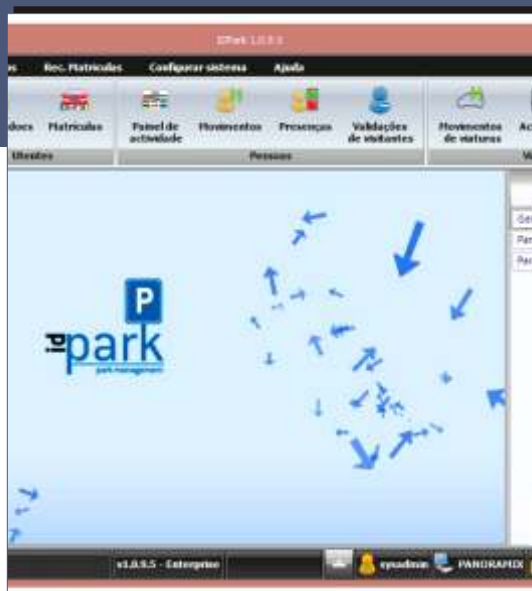 IDPark 1.0.9.5
Rec. Matriculas Configurar sistema Ajuda
Matriculas
Painel de actividade
Movimentos
Presenças
Validações de visitantes
Movimentos de viaturas
Utentes
Pessoas
P
id
park
park management
v1.0.9.5 - Enterprise
sysadmin
PANORAMIX